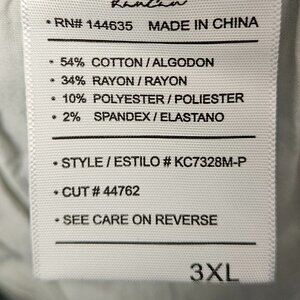 • RN# 144635 MADE IN CHINA
• 54% COTTON / ALGODON
• 34% RAYON / RAYON
• 10% POLYESTER / POLIESTER
• 2% SPANDEX / ELASTANO
• STYLE / ESTILO # KC7328M-P
• CUT # 44762
• SEE CARE ON REVERSE
3XL